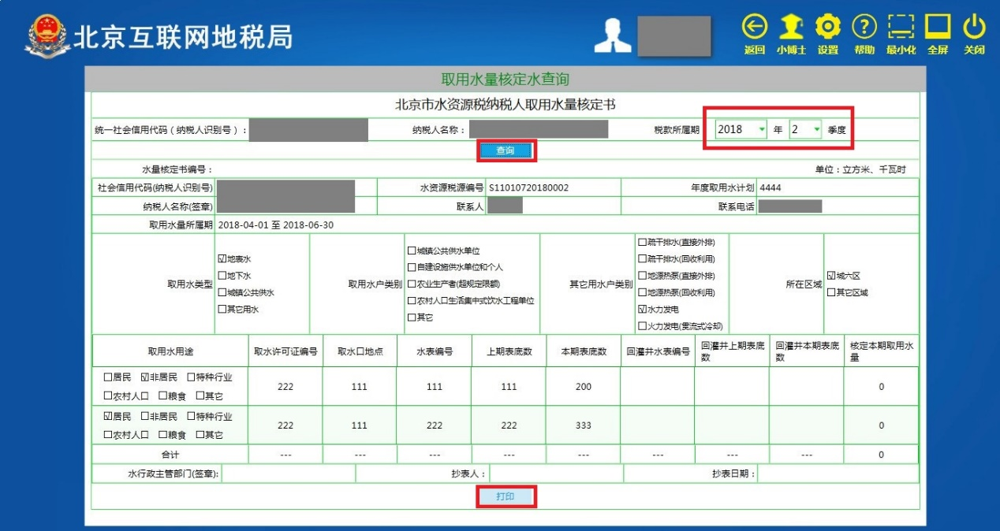 北京互联网地税局
返回 小博士 设置 帮助 最小化 全屏 关闭
取用水量核定水查询
北京市水资源税纳税人取用水量核定书
统一社会信用代码（纳税人识别号）： 纳税人名称： 税款所属期 2018 年 2 季度
查询
水量核定书编号： 单位：立方米、千瓦时
社会信用代码(纳税人识别号) 水资源税源编号 S11010720180002 年度取用水计划 4444
纳税人名称(签章) 联系人 联系电话
取用水量所属期 2018-04-01 至 2018-06-30
取用水类型
☑地表水
☐地下水
☐城镇公共供水
☐其它用水
取用水户类别
☐城镇公共供水单位
☐自建设施供水单位和个人
☐农业生产者(超规定限额)
☐农村人口生活集中式饮水工程单位
☐其它
其它用水户类别
☐疏干排水(直接外排)
☐疏干排水(回收利用)
☐地源热泵(直接外排)
☐地源热泵(回收利用)
☑水力发电
☐火力发电(贯流式冷却)
所在区域
☑城六区
☐其它区域
取用水用途 取水许可证编号 取水口地点 水表编号 上期表底数 本期表底数 回灌井水表编号 回灌井上期表底数 回灌井本期表底数 核定本期取用水量
☐居民 ☑非居民 ☐特种行业
☐农村人口 ☐粮食 ☐其它
222 111 111 111 200 0
☑居民 ☐非居民 ☐特种行业
☐农村人口 ☐粮食 ☐其它
222 111 222 222 333 0
合计 --- --- --- --- --- --- --- --- 0
水行政主管部门(签章): 抄表人： 抄表日期：
打印